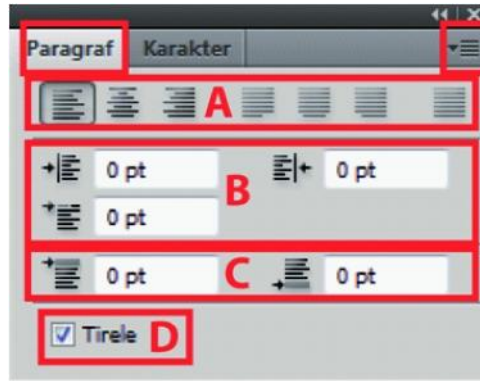 Paragraf Karakter
A
0 pt 0 pt
B
0 pt
0 pt C 0 pt
Tirele D